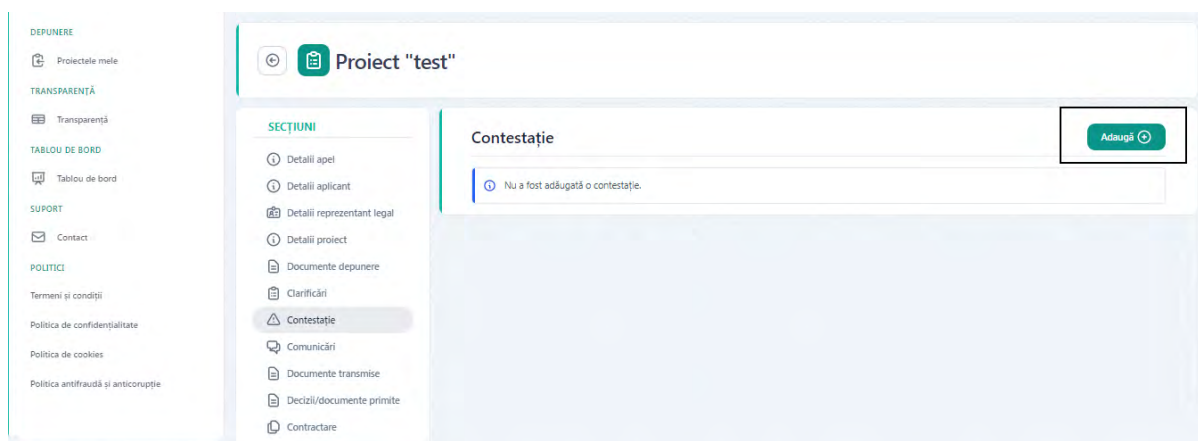 DEPUNERE
Proiectele mele
TRANSPARENȚĂ
Transparență
TABLOU DE BORD
Tablou de bord
SUPORT
Contact
POLITICI
Termeni și condiții
Politica de confidențialitate
Politica de cookies
Politica antifraudă și anticorupție
Proiect "test"
SECȚIUNI
Detalii apel
Detalii aplicant
Detalii reprezentant legal
Detalii proiect
Documente depunere
Clarificări
Contestație
Comunicări
Documente transmise
Decizii/documente primite
Contractare
Contestație
Adaugă
Nu a fost adăugată o contestație.